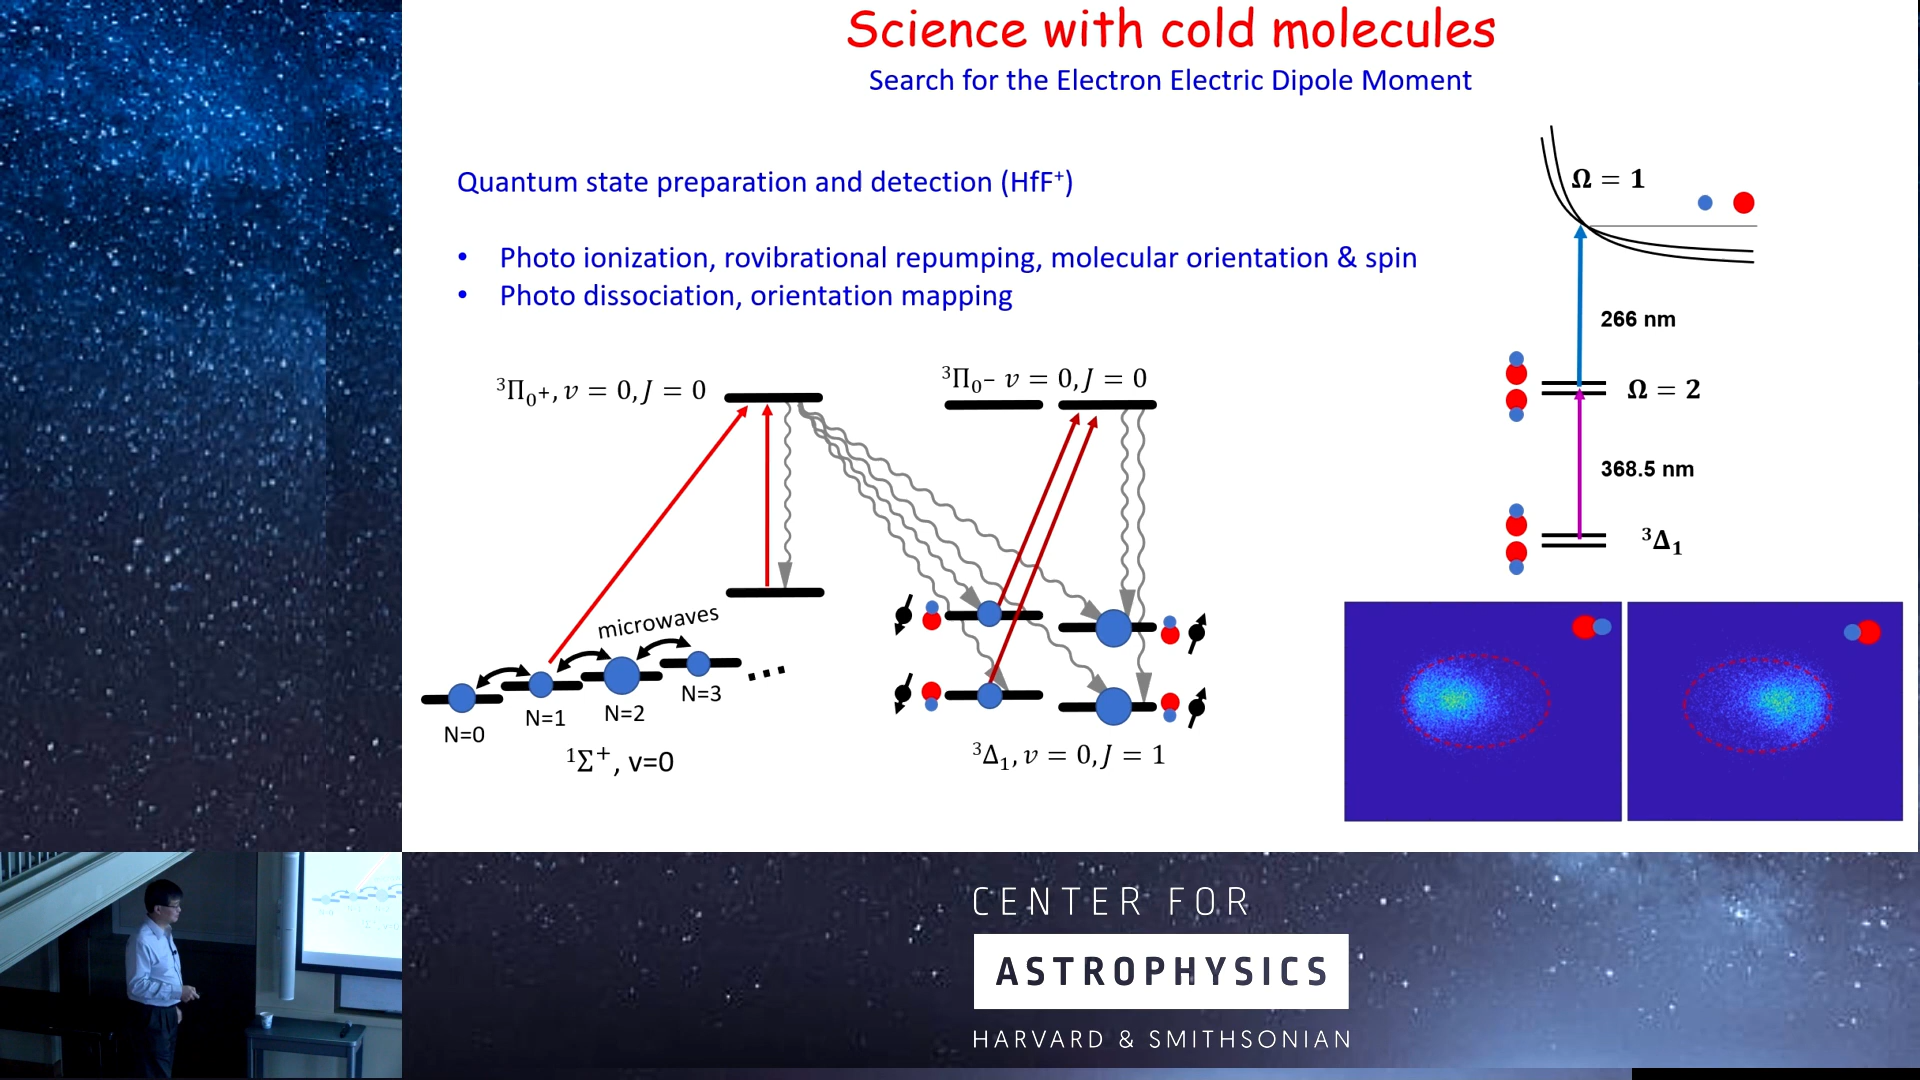 Science with cold molecules
Search for the Electron Electric Dipole Moment
Quantum state preparation and detection (HfF⁺)
• Photo ionization, rovibrational repumping, molecular orientation & spin
• Photo dissociation, orientation mapping
³Π₀⁺, v = 0, J = 0
³Π₀⁻ v = 0, J = 0
microwaves
N=0
N=1
N=2
N=3
...
¹Σ⁺, v=0
³Δ₁, v = 0, J = 1
Ω = 1
266 nm
Ω = 2
368.5 nm
³Δ₁
CENTER FOR
ASTROPHYSICS
HARVARD & SMITHSONIAN